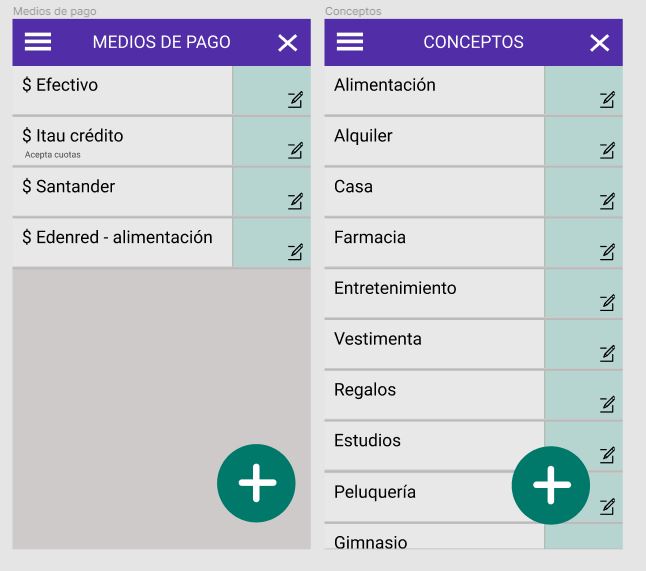 Medios de pago
MEDIOS DE PAGO
$ Efectivo
$ Itau crédito
Acepta cuotas
$ Santander
$ Edenred - alimentación
Conceptos
CONCEPTOS
Alimentación
Alquiler
Casa
Farmacia
Entretenimiento
Vestimenta
Regalos
Estudios
Peluquería
Gimnasio